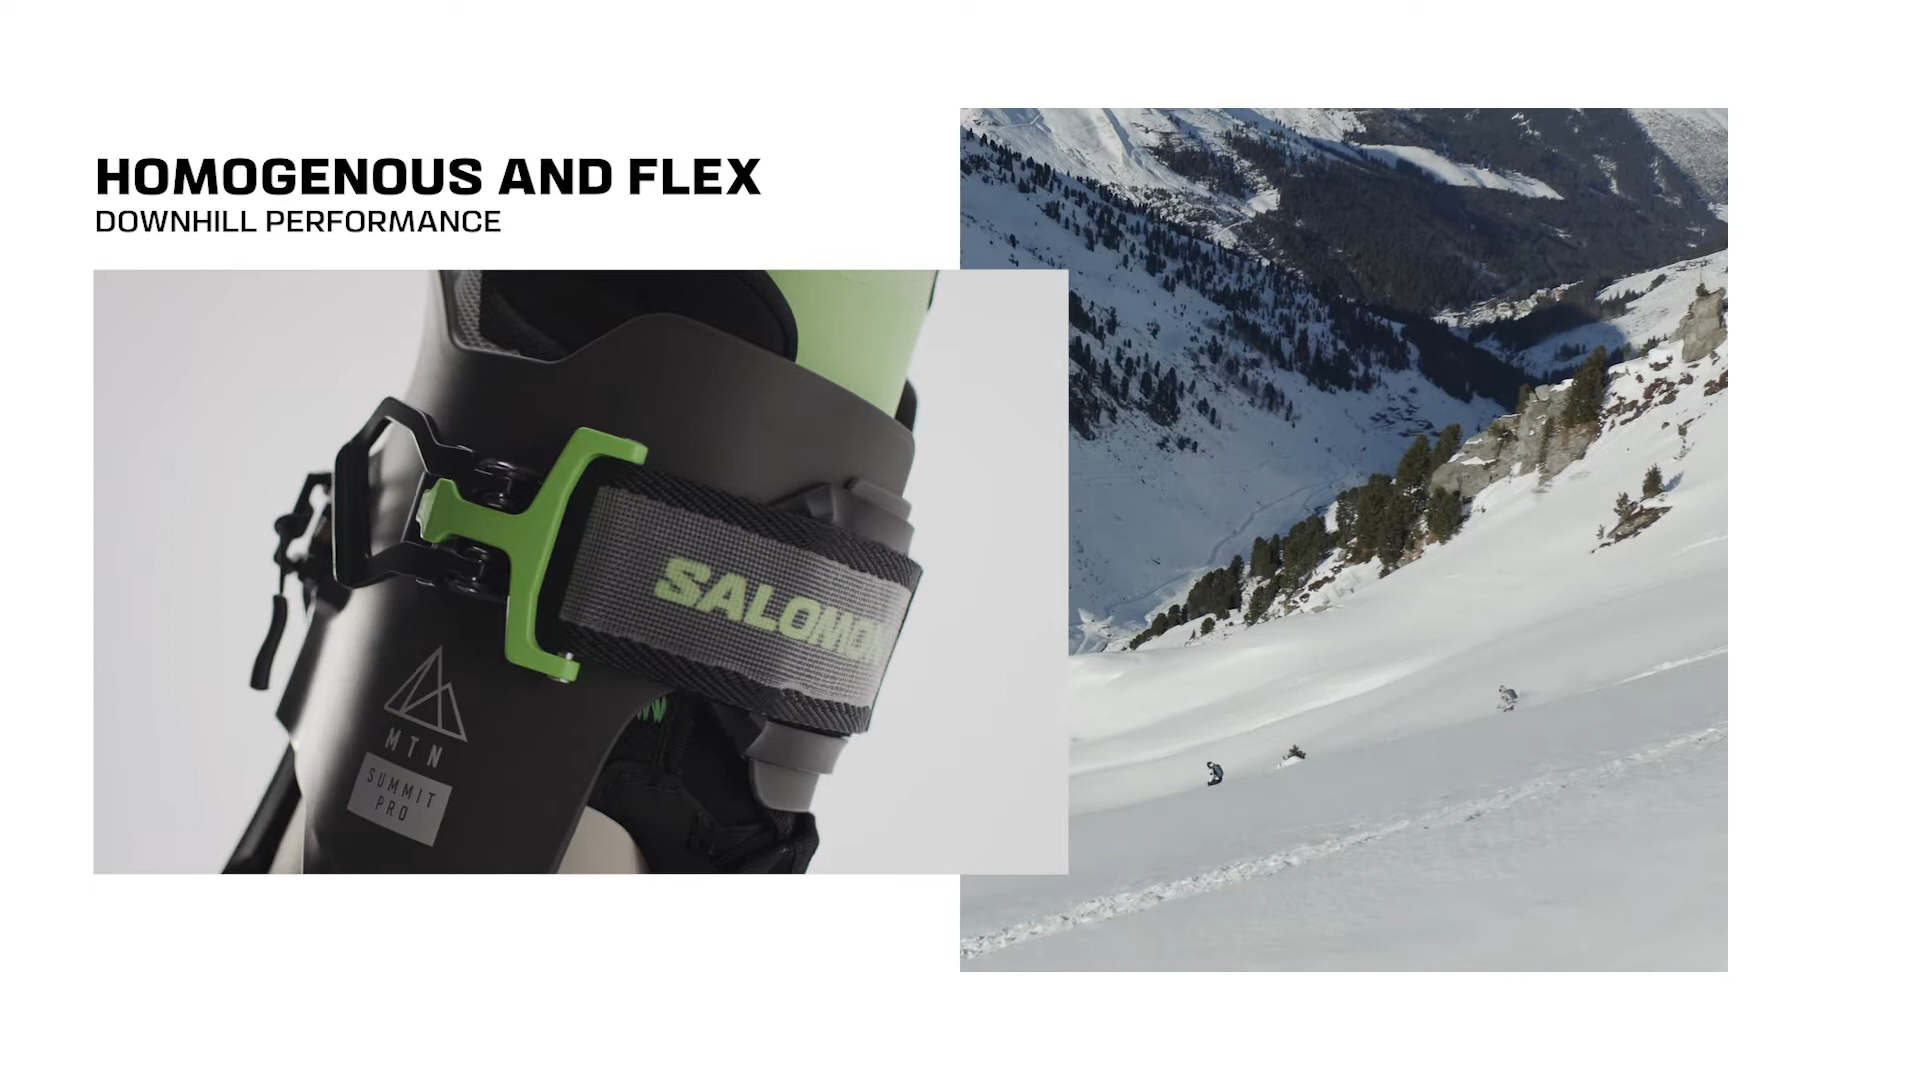 HOMOGENOUS AND FLEX
DOWNHILL PERFORMANCE
SALOMON
MTN
SUMMIT
PRO